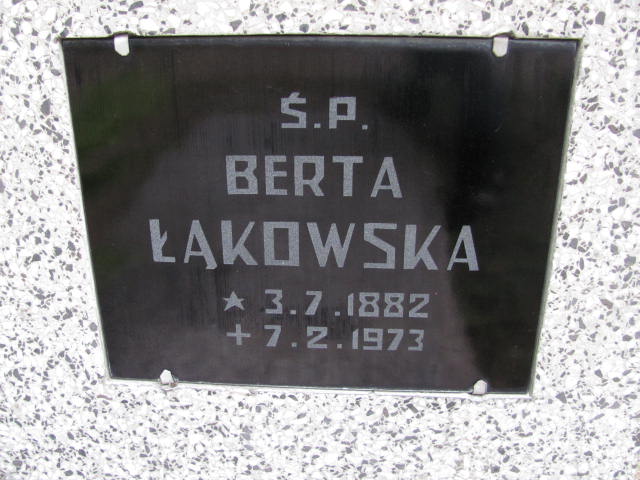 Ś.P.
BERTA
ŁĄKOWSKA
★ 3.7.1882
+ 7.2.1973